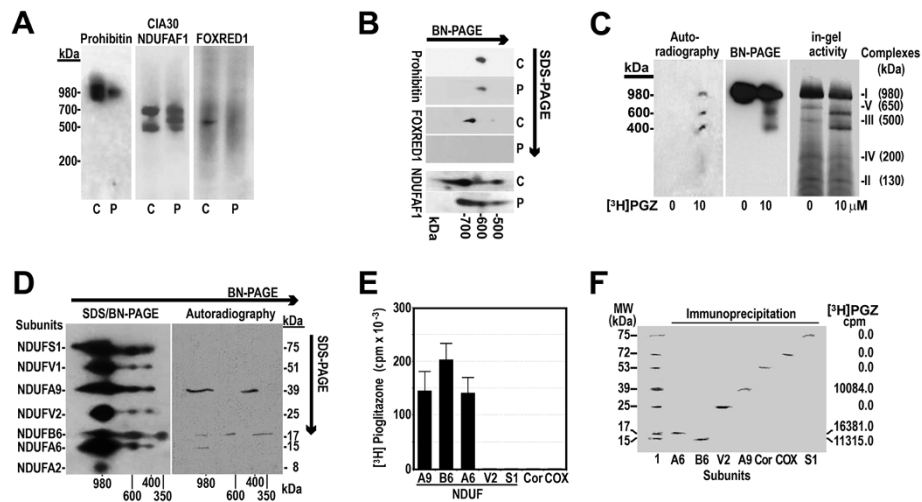 A
CIA30
Prohibitin NDUFAF1 FOXRED1
kDa
980-
700-
500-
200-
C P C P C P
B
BN-PAGE
SDS-PAGE
Prohibitin
FOXRED1
NDUFAF1
C
P
C
P
C
P
kDa
-700
-600
-500
C
Auto-
radiography BN-PAGE in-gel
activity Complexes
(kDa)
kDa
980-
600-
400-
-I (980)
-V (650)
-III (500)
-IV (200)
-II (130)
[³H]PGZ 0 10 0 10 0 10 µM
D
BN-PAGE
SDS/BN-PAGE Autoradiography
Subunits kDa
SDS-PAGE
NDUFS1- -75
NDUFV1- -51
NDUFA9- -39
NDUFV2- -25
NDUFB6- -17
NDUFA6- -15
NDUFA2- -8
980 400 980 400
600 350 600 350 kDa
E
[³H] Pioglitazone (cpm x 10⁻³)
300
200
100
0
A9 B6 A6 V2 S1 Cor COX
NDUF
F
MW
(kDa)
Immunoprecipitation
[³H]PGZ
cpm
75 0.0
72 0.0
53 0.0
39 10084.0
25 0.0
17 16381.0
15 11315.0
1 A6 B6 V2 A9 Cor COX S1
Subunits